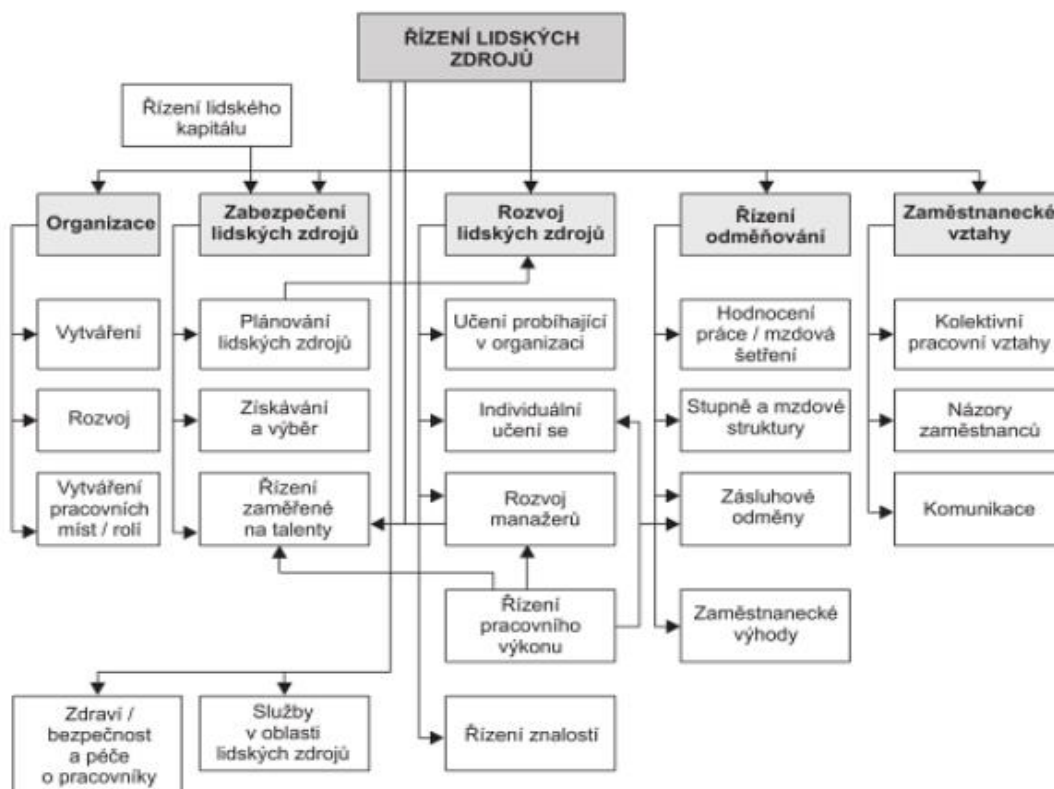 ŘÍZENÍ LIDSKÝCH
ZDROJŮ
Řízení lidského
kapitálu
Organizace
Zabezpečení
lidských zdrojů
Rozvoj
lidských zdrojů
Řízení
odměňování
Zaměstnanecké
vztahy
Vytváření
Plánování
lidských zdrojů
Učení probíhající
v organizaci
Hodnocení
práce / mzdová
šetření
Kolektivní
pracovní vztahy
Rozvoj
Získávání
a výběr
Individuální
učení se
Stupně a mzdové
struktury
Názory
zaměstnanců
Vytváření
pracovních
míst / rolí
Řízení
zaměřené
na talenty
Rozvoj
manažerů
Zásluhové
odměny
Komunikace
Řízení
pracovního
výkonu
Zaměstnanecké
výhody
Zdraví /
bezpečnost
a péče
o pracovníky
Služby
v oblasti
lidských zdrojů
Řízení znalostí